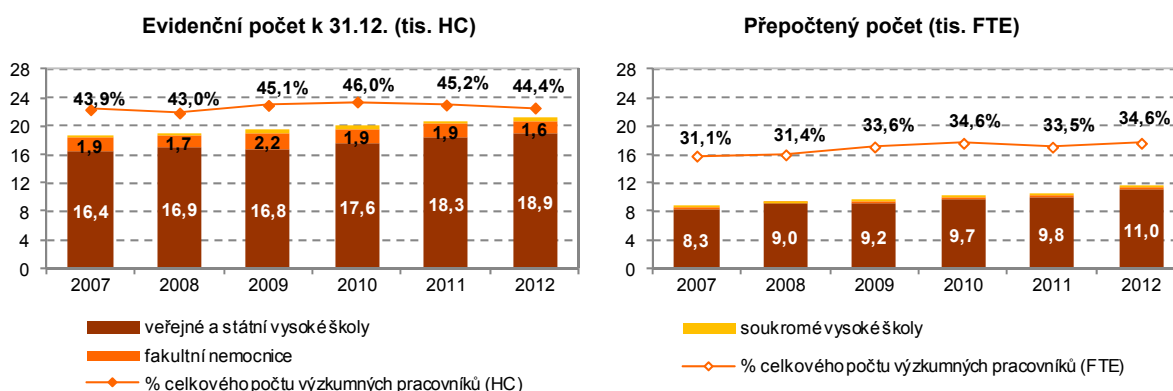 Evidenční počet k 31.12. (tis. HC)
28
24
20
16
12
8
4
0
43,9% 43,0% 45,1% 46,0% 45,2% 44,4%
1,9 1,7 2,2 1,9 1,9 1,6
16,4 16,9 16,8 17,6 18,3 18,9
2007 2008 2009 2010 2011 2012
veřejné a státní vysoké školy
fakultní nemocnice
% celkového počtu výzkumných pracovníků (HC)
Přepočtený počet (tis. FTE)
28
24
20
16
12
8
4
0
31,1% 31,4% 33,6% 34,6% 33,5% 34,6%
8,3 9,0 9,2 9,7 9,8 11,0
2007 2008 2009 2010 2011 2012
soukromé vysoké školy
% celkového počtu výzkumných pracovníků (FTE)